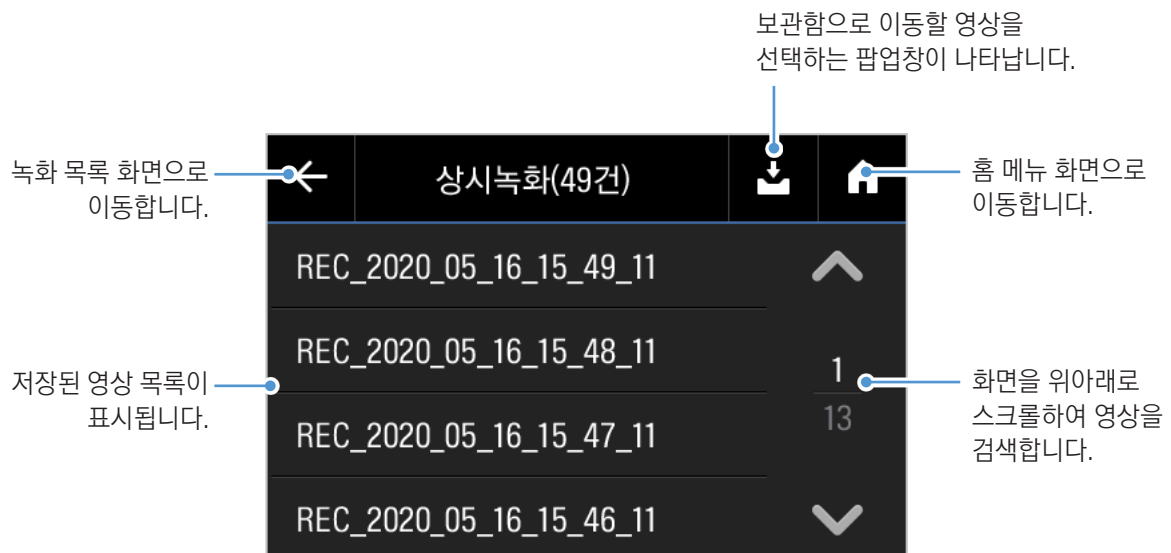 보관함으로 이동할 영상을
선택하는 팝업창이 나타납니다.
녹화 목록 화면으로
이동합니다.
상시녹화(49건)
홈 메뉴 화면으로
이동합니다.
REC_2020_05_16_15_49_11
REC_2020_05_16_15_48_11
저장된 영상 목록이
표시됩니다.
1
13
화면을 위아래로
스크롤하여 영상을
검색합니다.
REC_2020_05_16_15_47_11
REC_2020_05_16_15_46_11